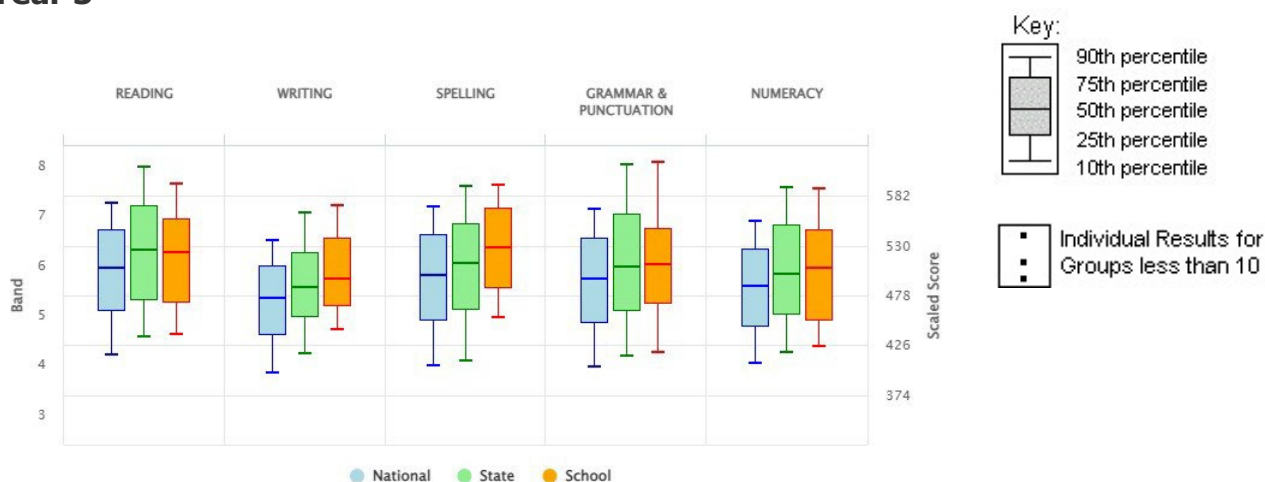 READING
WRITING
SPELLING
GRAMMAR &
PUNCTUATION
NUMERACY
8
7
6
5
4
3
Band
582
530
478
426
374
Scaled Score
National
State
School
Key:
90th percentile
75th percentile
50th percentile
25th percentile
10th percentile
Individual Results for
Groups less than 10